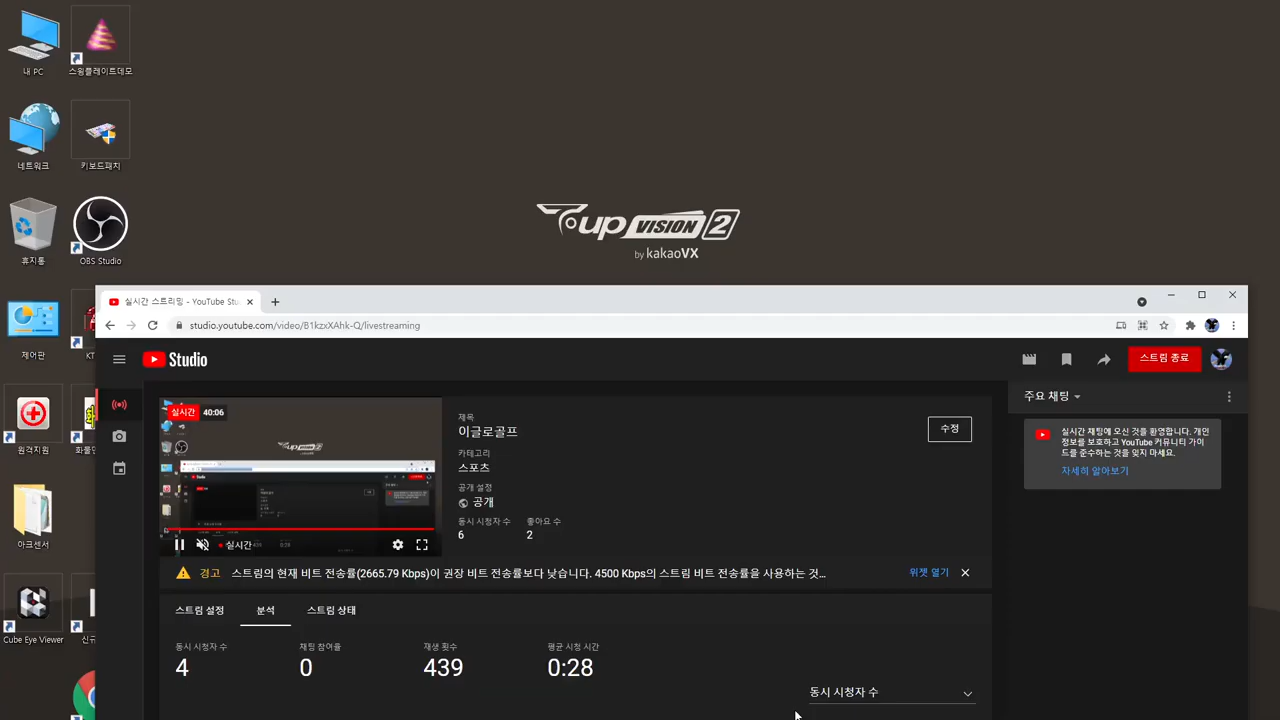 내 PC
스윙플레이트데모
네트워크
키보드패치
휴지통
OBS Studio
제어판
원격지원
아크센서
Cube Eye Viewer
up VISION 2
by kakaoVX
실시간 스트리밍 - YouTube Stu
studio.youtube.com/video/B1kzxXAhk-Q/livestreaming
Studio
스트림 종료
실시간 40:06
실시간
제목
이글로골프
카테고리
스포츠
공개 설정
공개
동시 시청자 수 좋아요 수
6 2
수정
주요 채팅
실시간 채팅에 오신 것을 환영합니다. 개인
정보를 보호하고 YouTube 커뮤니티 가이
드를 준수하는 것을 잊지 마세요.
자세히 알아보기
경고 스트림의 현재 비트 전송률(2665.79 Kbps)이 권장 비트 전송률보다 낮습니다. 4500 Kbps의 스트림 비트 전송률을 사용하는 것...
위젯 열기
스트림 설정 분석 스트림 상태
동시 시청자 수 채팅 참여율 재생 횟수 평균 시청 시간
4 0 439 0:28
동시 시청자 수